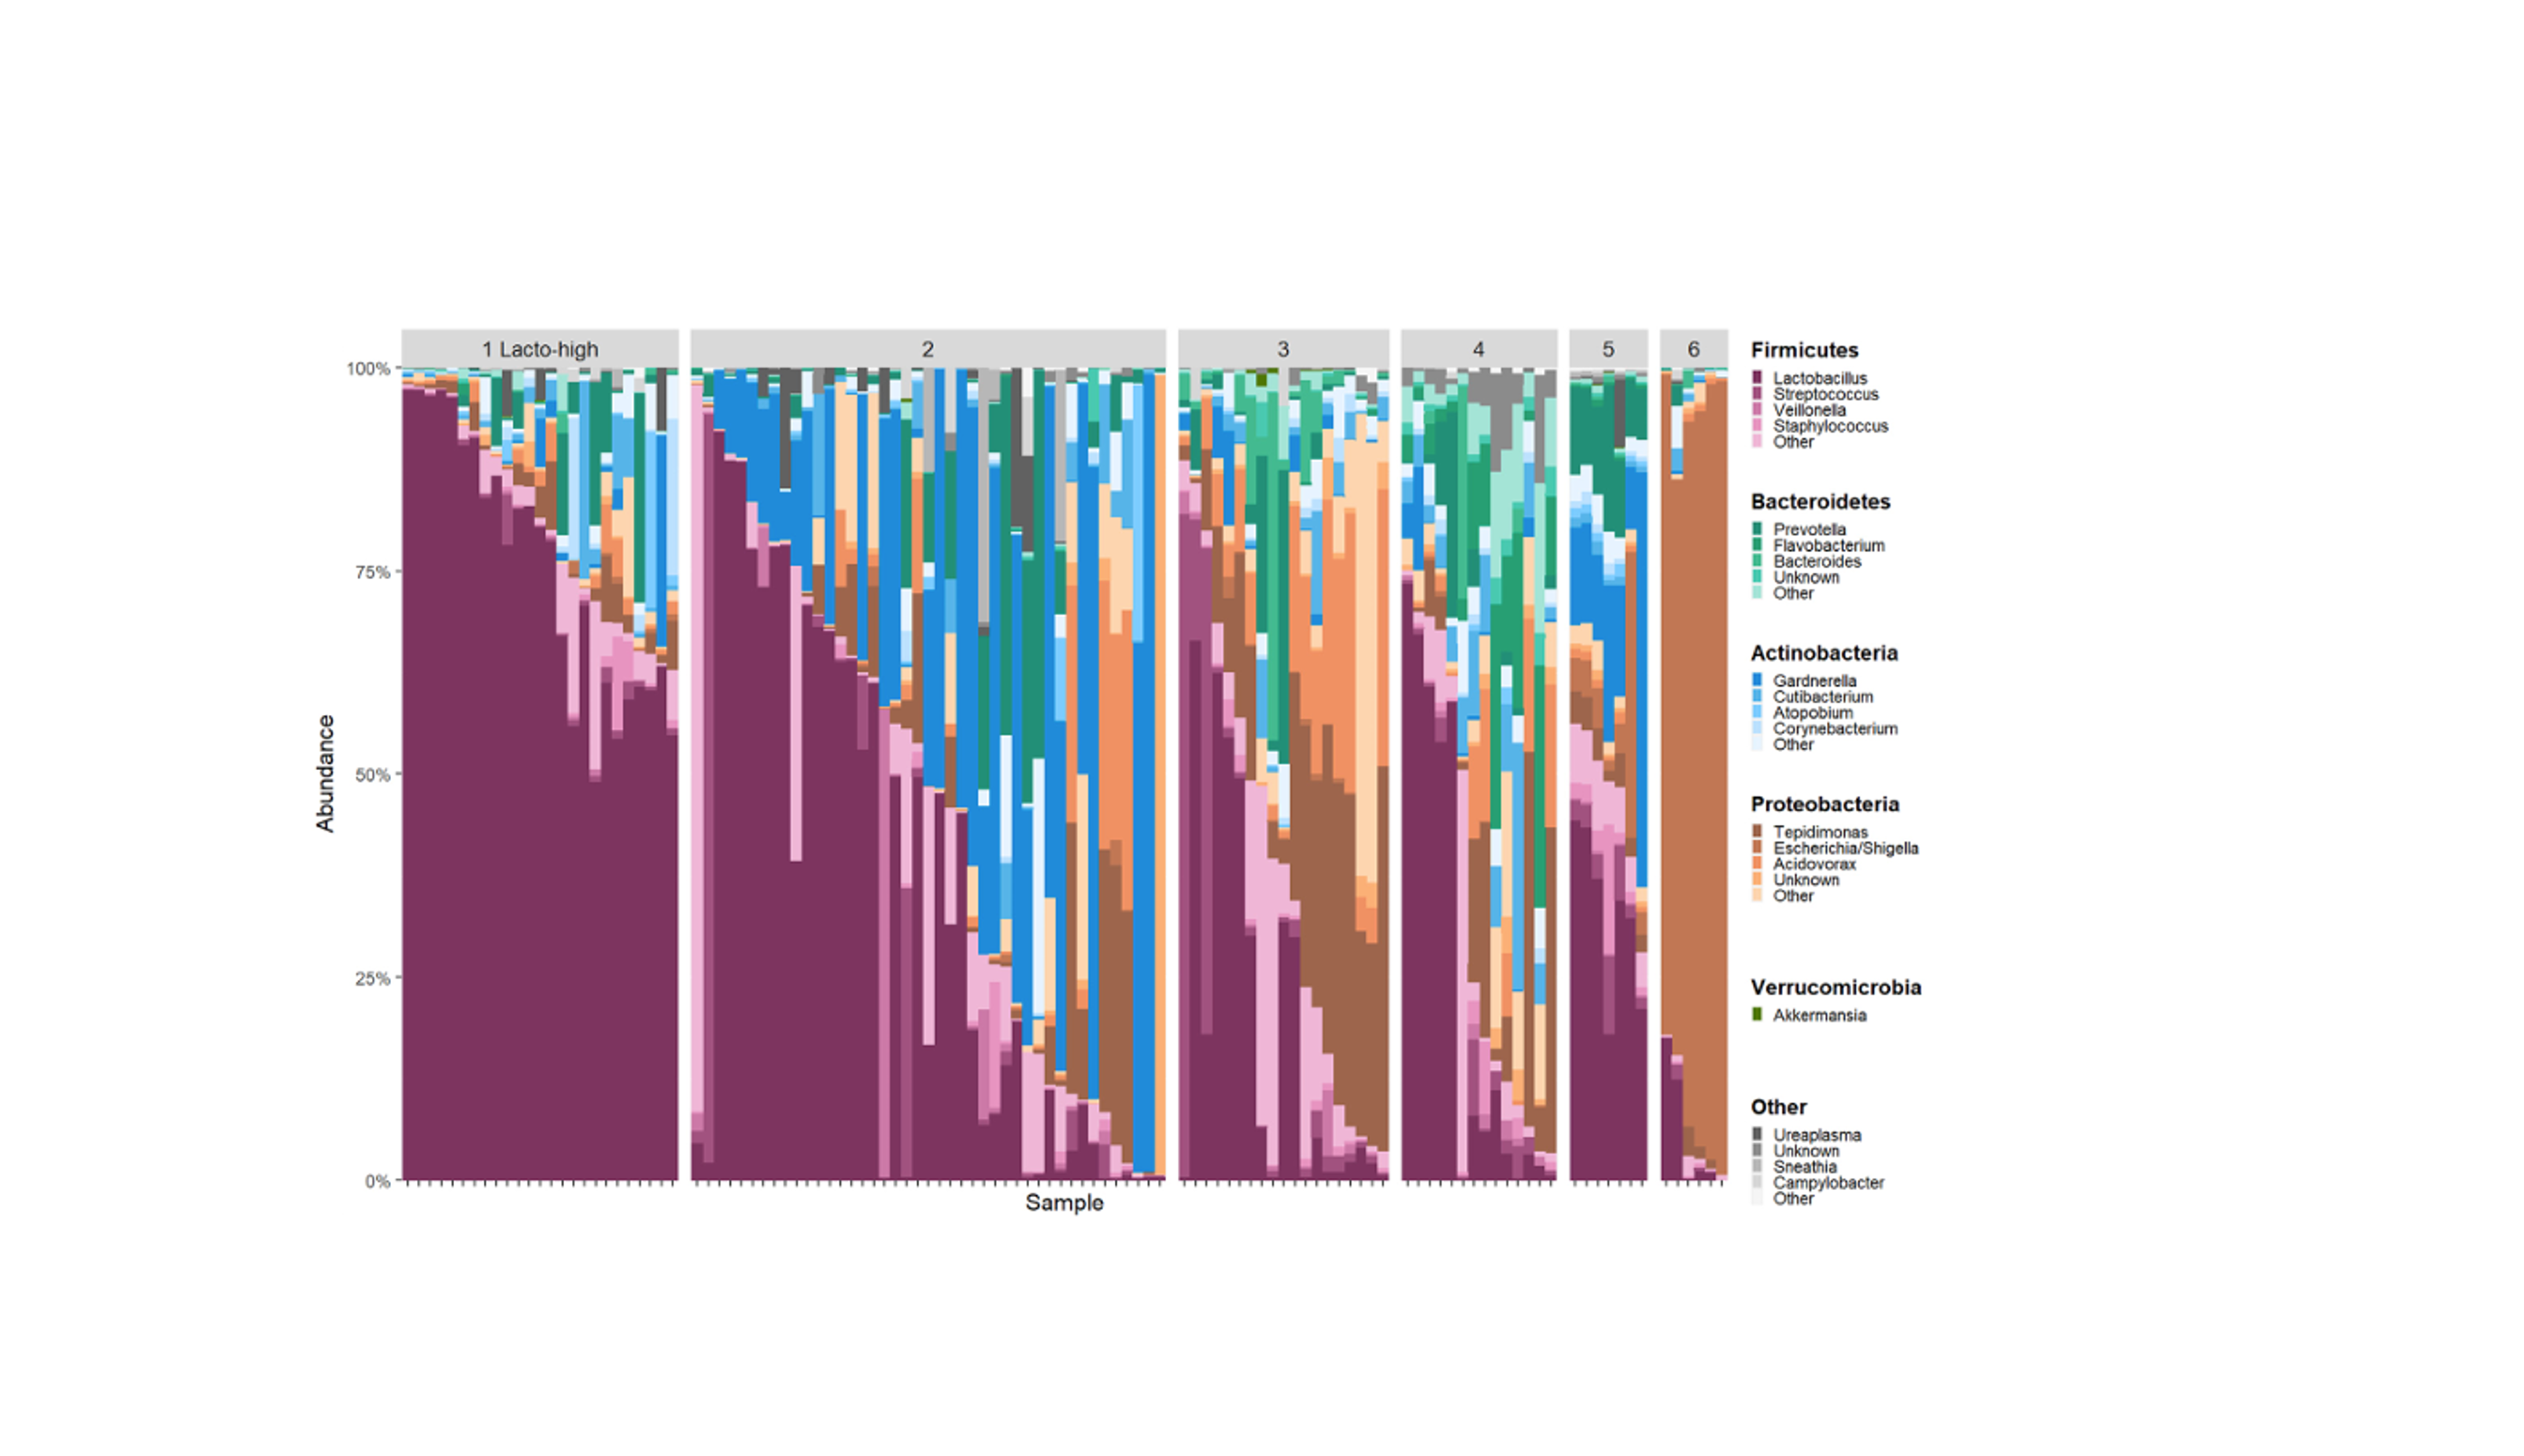 1 Lacto-high
2
3
4
5
6
100%
75%
50%
25%
0%
Abundance
Sample
Firmicutes
Lactobacillus
Streptococcus
Veillonella
Staphylococcus
Other
Bacteroidetes
Prevotella
Flavobacterium
Bacteroides
Unknown
Other
Actinobacteria
Gardnerella
Cutibacterium
Atopobium
Corynebacterium
Other
Proteobacteria
Tepidimonas
Escherichia/Shigella
Acidovorax
Unknown
Other
Verrucomicrobia
Akkermansia
Other
Ureaplasma
Unknown
Sneathia
Campylobacter
Other